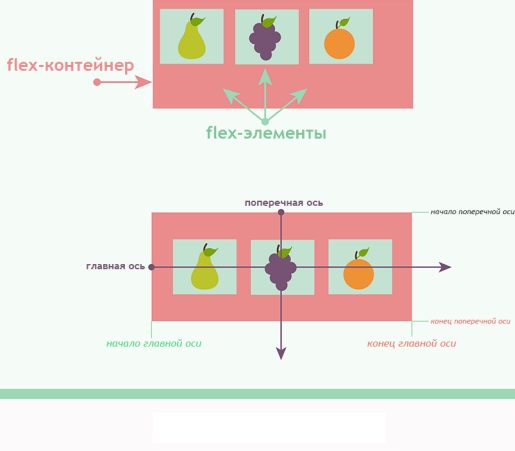 flex-контейнер
flex-элементы
поперечная ось
начало поперечной оси
главная ось
конец поперечной оси
начало главной оси
конец главной оси